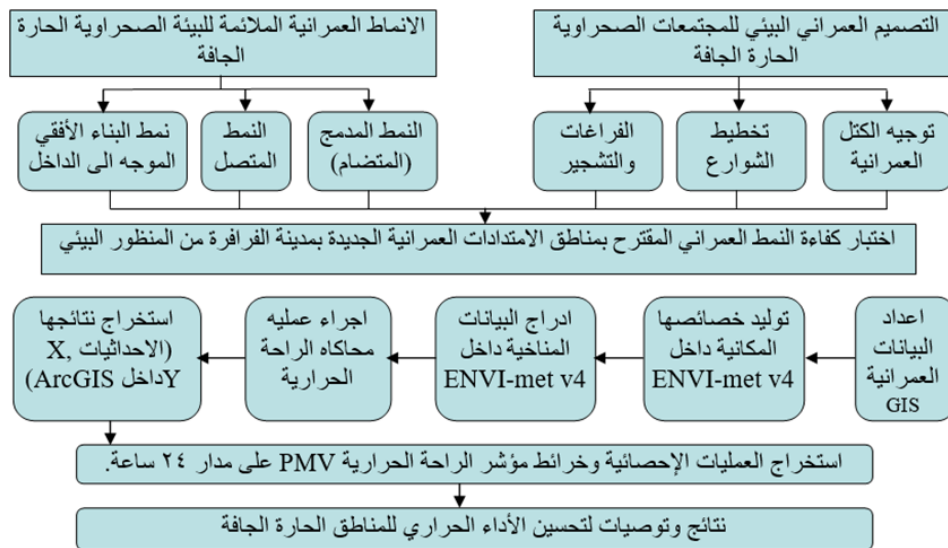 التصميم العمراني البيئي للمجتمعات الصحراوية
الحارة الجافة
الانماط العمرانية الملائمة للبيئة الصحراوية الحارة
الجافة
توجيه الكتل
العمرانية
تخطيط
الشوارع
الفراغات
والتشجير
النمط المدمج
(المتضام)
النمط
المتصل
نمط البناء الأفقي
الموجه الى الداخل
اختبار كفاءة النمط العمراني المقترح بمناطق الامتدادات العمرانية الجديدة بمدينة الفرافرة من المنظور البيئي
اعداد
البيانات
العمرانية
GIS
توليد خصائصها
المكانية داخل
ENVI-met v4
ادراج البيانات
المناخية داخل
ENVI-met v4
اجراء عمليه
محاكاه الراحة
الحرارية
استخراج نتائجها
(الاحداثيات X,
Yداخل ArcGIS)
استخراج العمليات الإحصائية وخرائط مؤشر الراحة الحرارية PMV على مدار ٢٤ ساعة.
نتائج وتوصيات لتحسين الأداء الحراري للمناطق الحارة الجافة